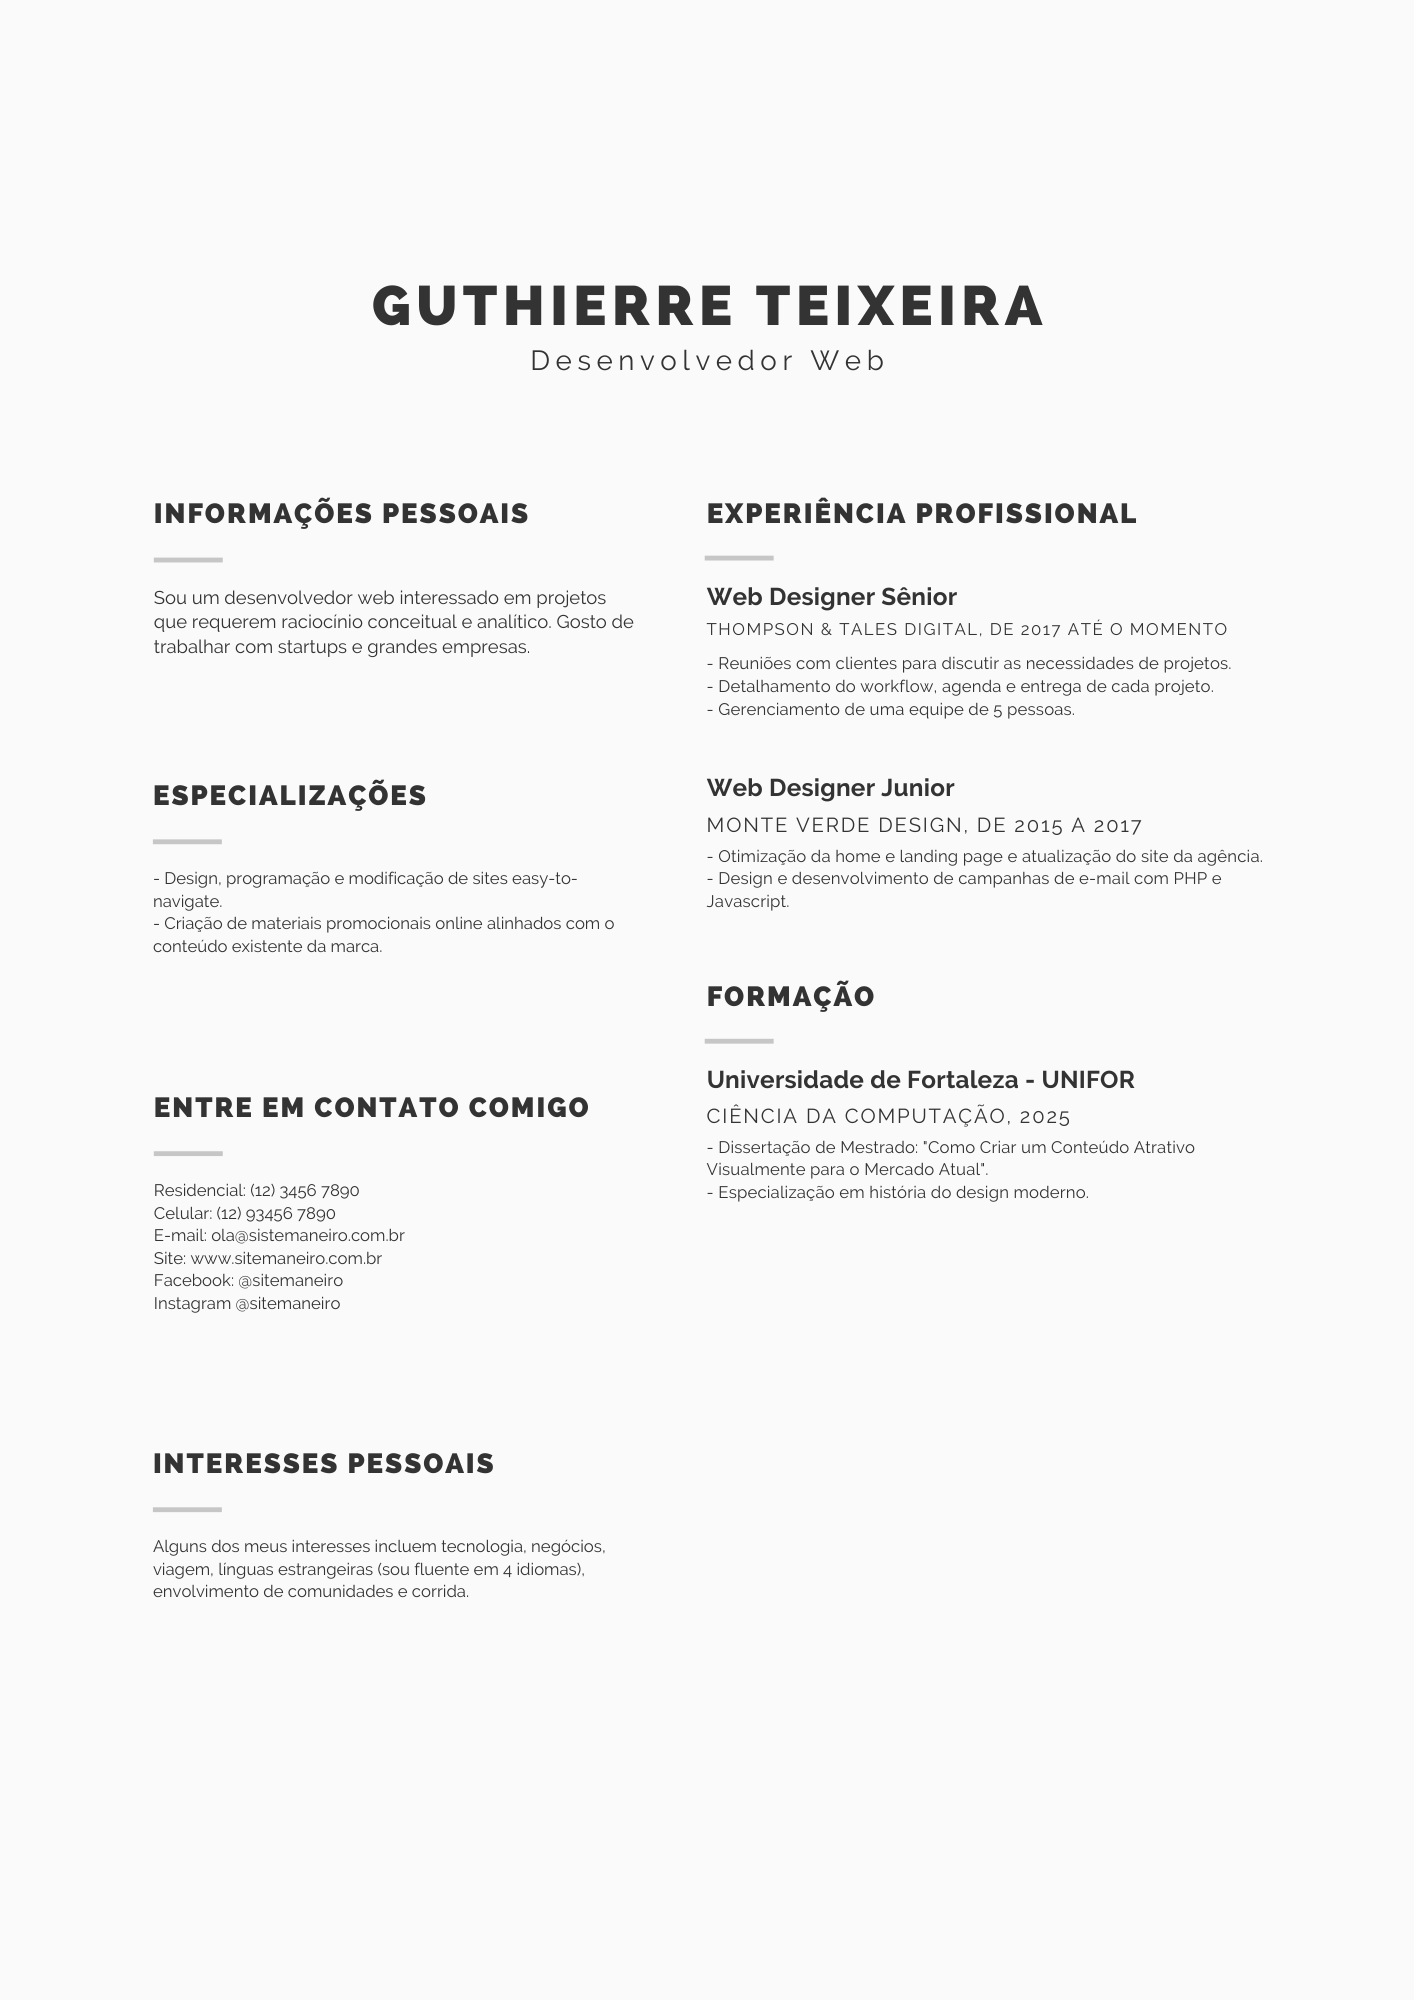 GUTHIERRE TEIXEIRA
Desenvolvedor Web
INFORMAÇÕES PESSOAIS
Sou um desenvolvedor web interessado em projetos
que requerem raciocínio conceitual e analítico. Gosto de
trabalhar com startups e grandes empresas.
ESPECIALIZAÇÕES
- Design, programação e modificação de sites easy-to-
navigate.
- Criação de materiais promocionais online alinhados com o
conteúdo existente da marca.
ENTRE EM CONTATO COMIGO
Residencial: (12) 3456 7890
Celular: (12) 93456 7890
E-mail: ola@sistemaneiro.com.br
Site: www.sitemaneiro.com.br
Facebook: @sitemaneiro
Instagram @sitemaneiro
INTERESSES PESSOAIS
Alguns dos meus interesses incluem tecnologia, negócios,
viagem, línguas estrangeiras (sou fluente em 4 idiomas),
envolvimento de comunidades e corrida.
EXPERIÊNCIA PROFISSIONAL
Web Designer Sênior
THOMPSON & TALES DIGITAL, DE 2017 ATÉ O MOMENTO
- Reuniões com clientes para discutir as necessidades de projetos.
- Detalhamento do workflow, agenda e entrega de cada projeto.
- Gerenciamento de uma equipe de 5 pessoas.
Web Designer Junior
MONTE VERDE DESIGN, DE 2015 A 2017
- Otimização da home e landing page e atualização do site da agência.
- Design e desenvolvimento de campanhas de e-mail com PHP e
Javascript.
FORMAÇÃO
Universidade de Fortaleza - UNIFOR
CIÊNCIA DA COMPUTAÇÃO, 2025
- Dissertação de Mestrado: "Como Criar um Conteúdo Atrativo
Visualmente para o Mercado Atual".
- Especialização em história do design moderno.